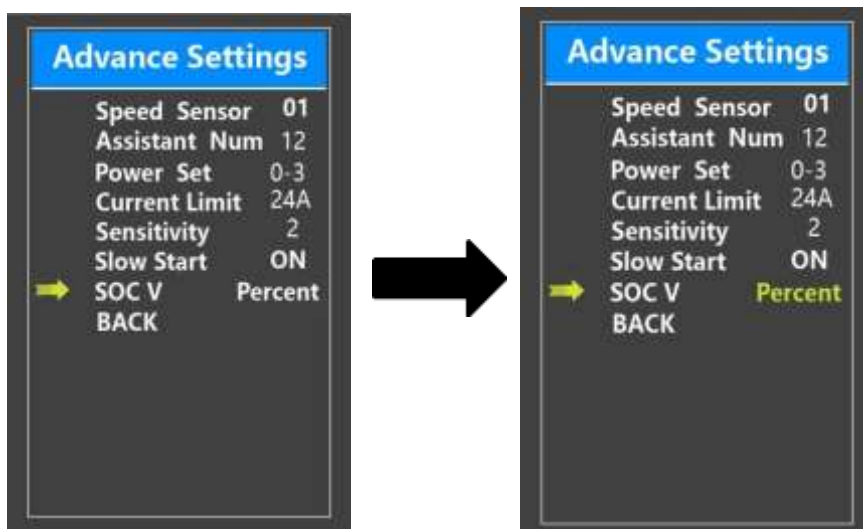 Advance Settings
Speed Sensor 01
Assistant Num 12
Power Set 0-3
Current Limit 24A
Sensitivity 2
Slow Start ON
SOC V Percent
BACK
Advance Settings
Speed Sensor 01
Assistant Num 12
Power Set 0-3
Current Limit 24A
Sensitivity 2
Slow Start ON
SOC V Percent
BACK